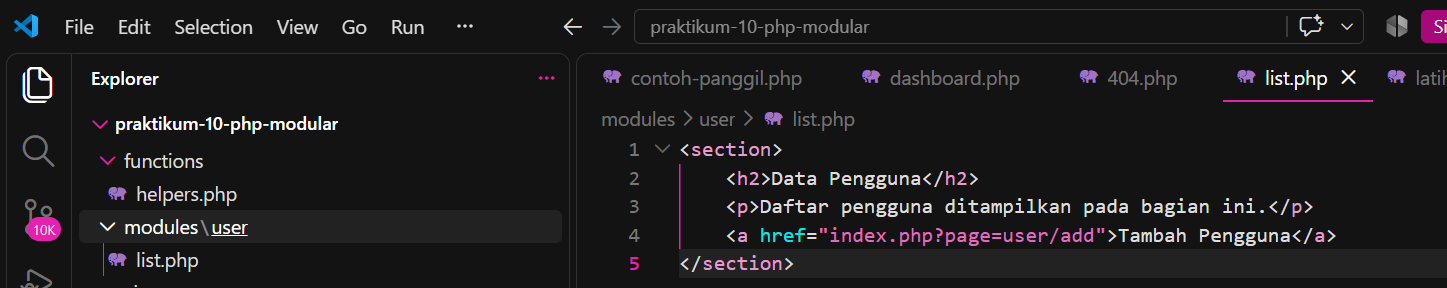 File Edit Selection View Go Run ··· praktikum-10-php-modular
Explorer ···
contoh-panggil.php dashboard.php 404.php list.php
praktikum-10-php-modular
modules > user > list.php
functions
1 <section>
helpers.php
2 <h2>Data Pengguna</h2>
3 <p>Daftar pengguna ditampilkan pada bagian ini.</p>
10K
modules\user
4 <a href="index.php?page=user/add">Tambah Pengguna</a>
list.php
5 </section>